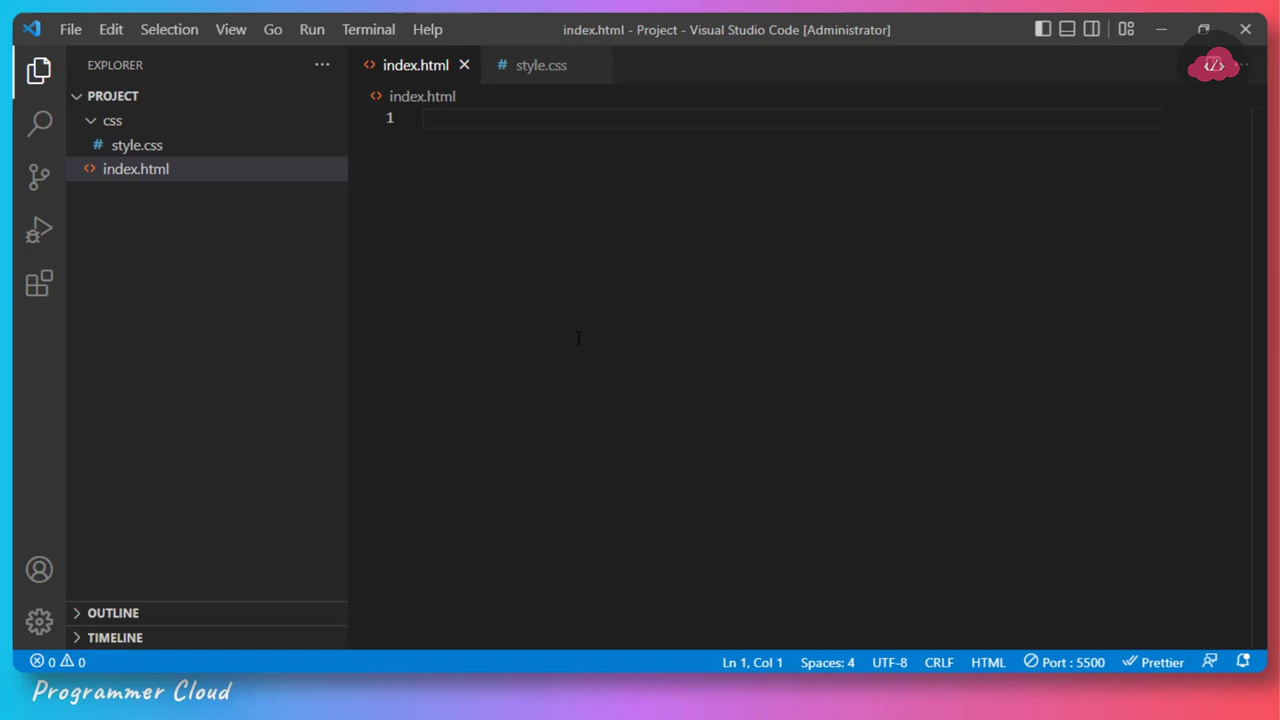 File Edit Selection View Go Run Terminal Help index.html - Project - Visual Studio Code [Administrator]
EXPLORER
index.html
style.css
PROJECT
css
style.css
index.html
index.html
1
OUTLINE
TIMELINE
0 0
Ln 1, Col 1 Spaces: 4 UTF-8 CRLF HTML Port : 5500 Prettier
Programmer Cloud